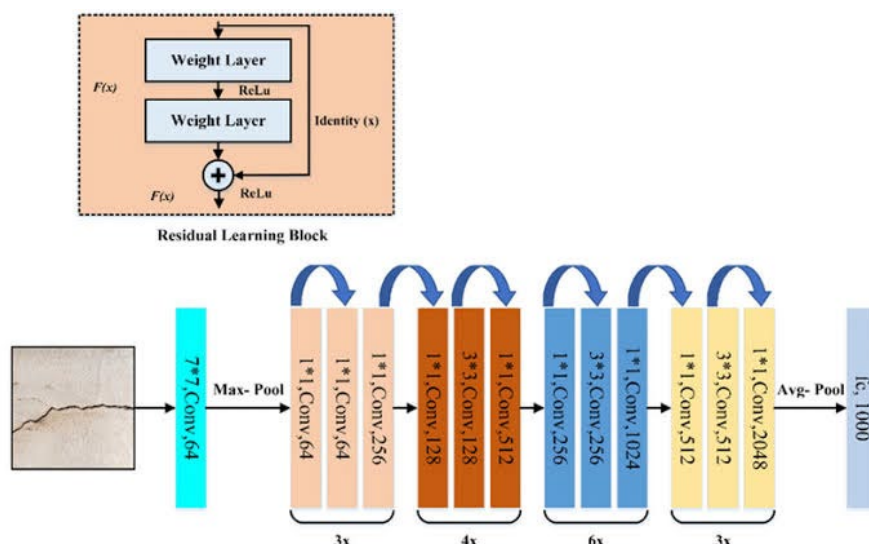 Weight Layer
F(x)
ReLu
Weight Layer
Identity (x)
+
F(x)
ReLu
Residual Learning Block
7*7,Conv,64
Max- Pool
1*1,Conv,64
1*1,Conv,64
1*1,Conv,256
1*1,Conv,128
3*3,Conv,128
1*1,Conv,512
1*1,Conv,256
3*3,Conv,256
1*1,Conv,1024
1*1,Conv,512
3*3,Conv,512
1*1,Conv,2048
Avg- Pool
fc, 1000
3x
4x
6x
3x